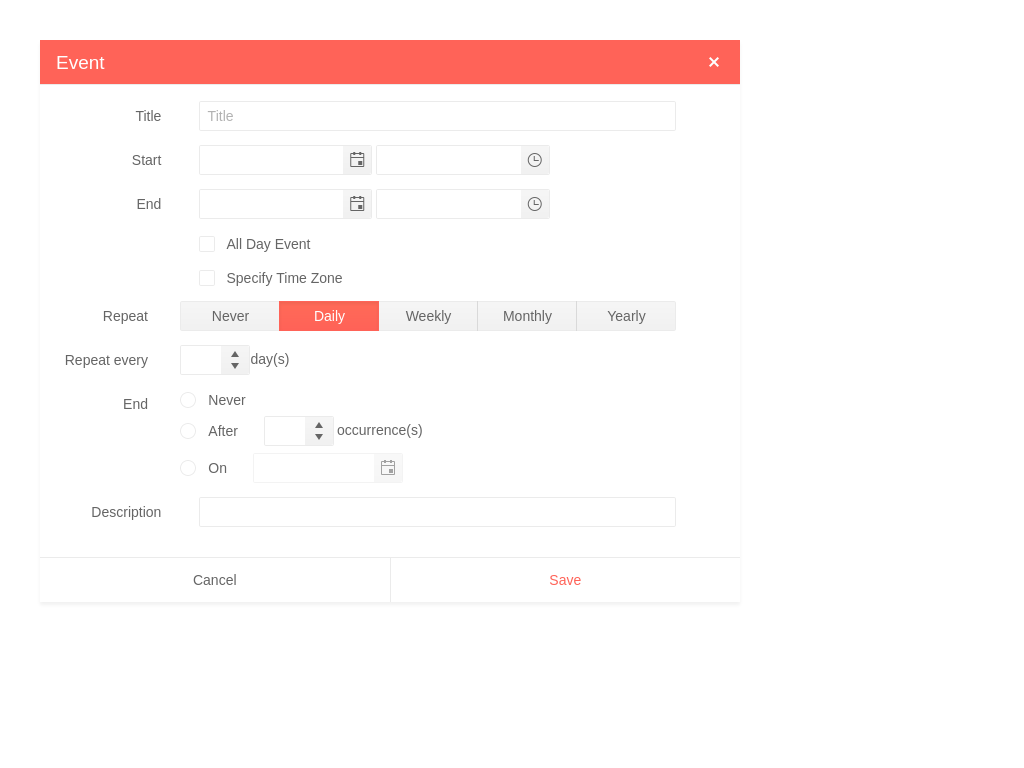 Event
Title Title
Start
End
All Day Event
Specify Time Zone
Repeat Never Daily Weekly Monthly Yearly
Repeat every day(s)
End Never
After occurrence(s)
On
Description
Cancel Save